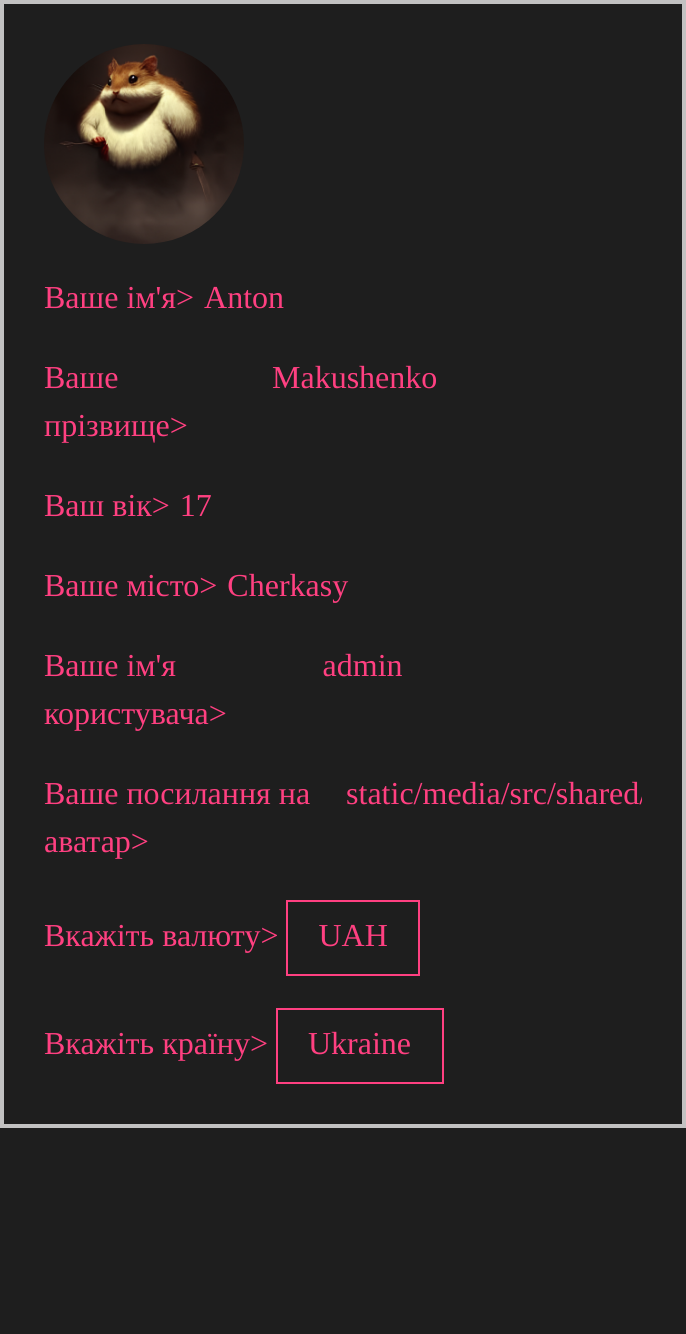 Ваше ім'я> Anton
Ваше Makushenko
прізвище>
Ваш вік> 17
Ваше місто> Cherkasy
Ваше ім'я admin
користувача>
Ваше посилання на static/media/src/shared/
аватар>
Вкажіть валюту> UAH
Вкажіть країну> Ukraine